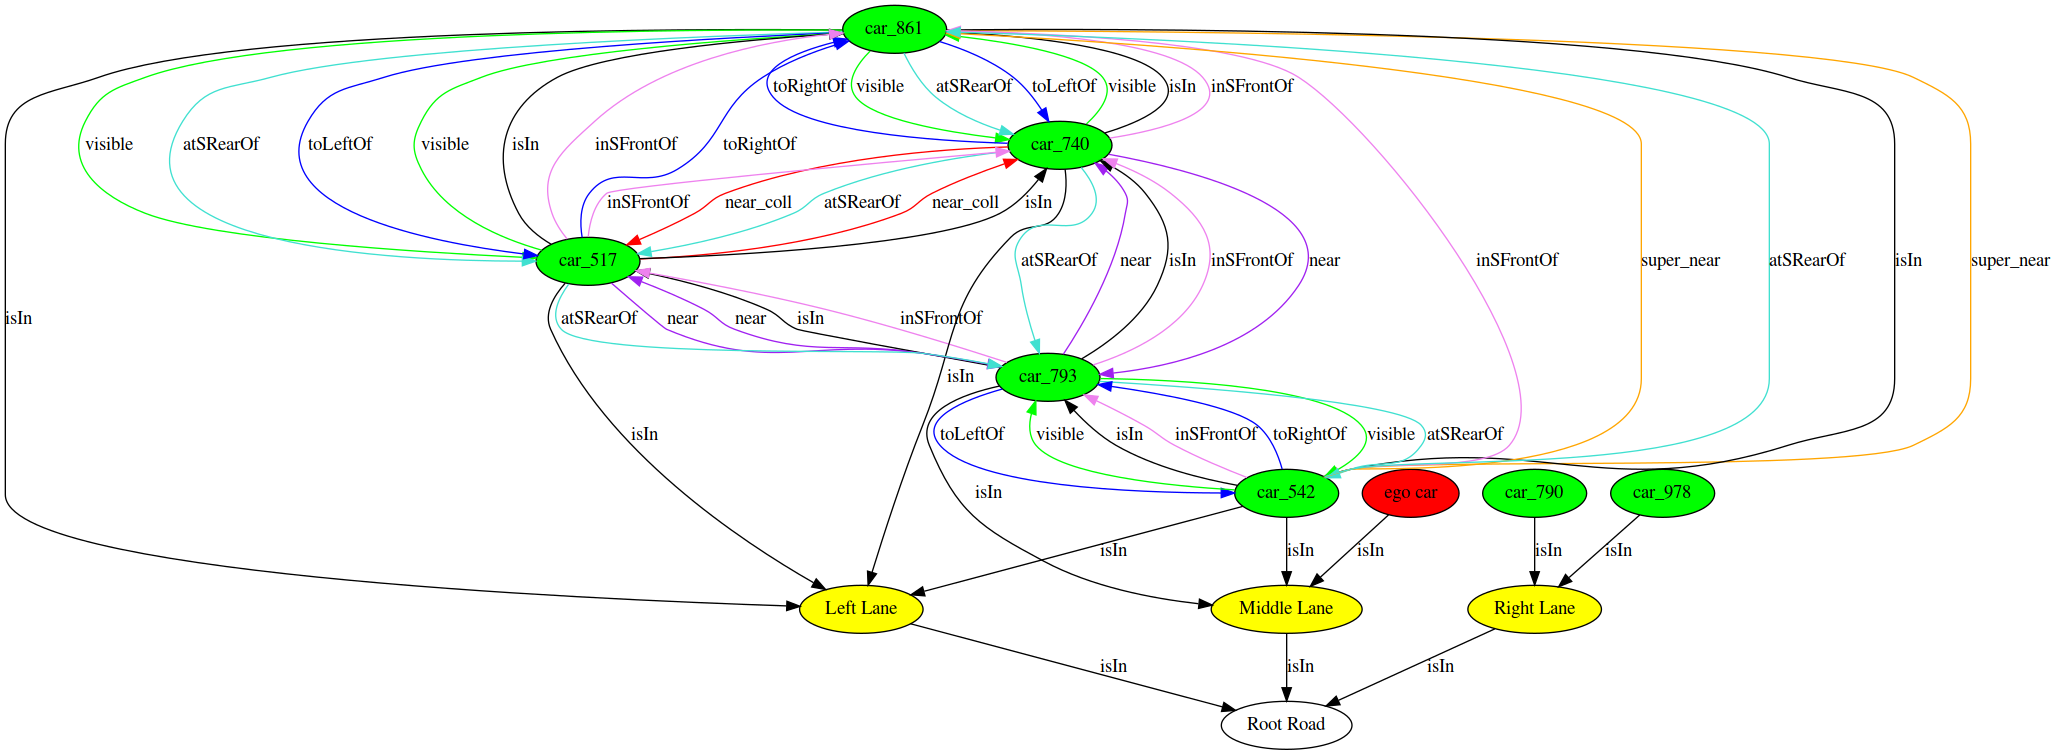 car_861
toRightOf visible atSRearOf toLeftOf visible isIn inSFrontOf
visible atSRearOf toLeftOf visible isIn inSFrontOf toRightOf car_740
inSFrontOf near_coll atSRearOf near_coll isIn
car_517 atSRearOf near isIn inSFrontOf near inSFrontOf super_near atSRearOf isIn super_near
isIn atSRearOf near near isIn inSFrontOf
isIn car_793
isIn toLeftOf visible isIn inSFrontOf toRightOf visible atSRearOf
isIn car_542 ego car car_790 car_978
isIn isIn isIn isIn isIn
Left Lane Middle Lane Right Lane
isIn isIn isIn
Root Road